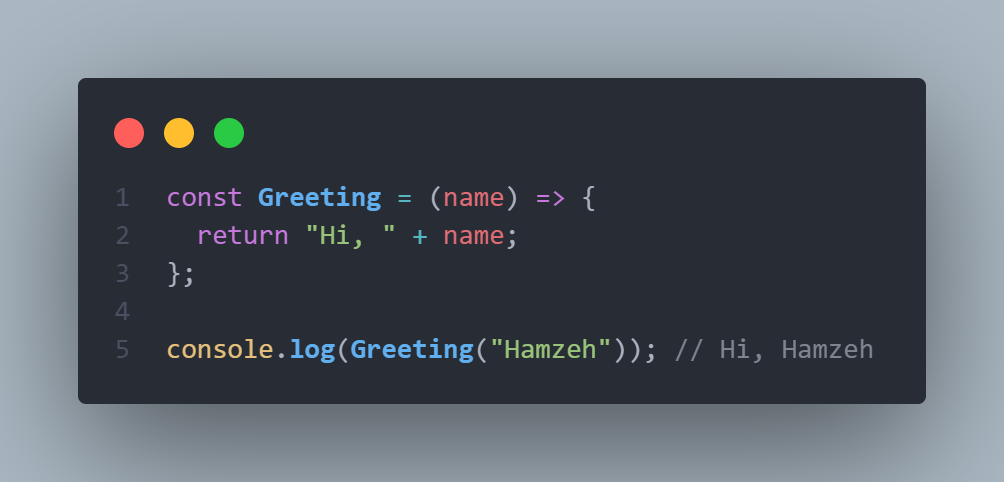 1 const Greeting = (name) => {
2   return "Hi, " + name;
3 };
4
5 console.log(Greeting("Hamzeh")); // Hi, Hamzeh